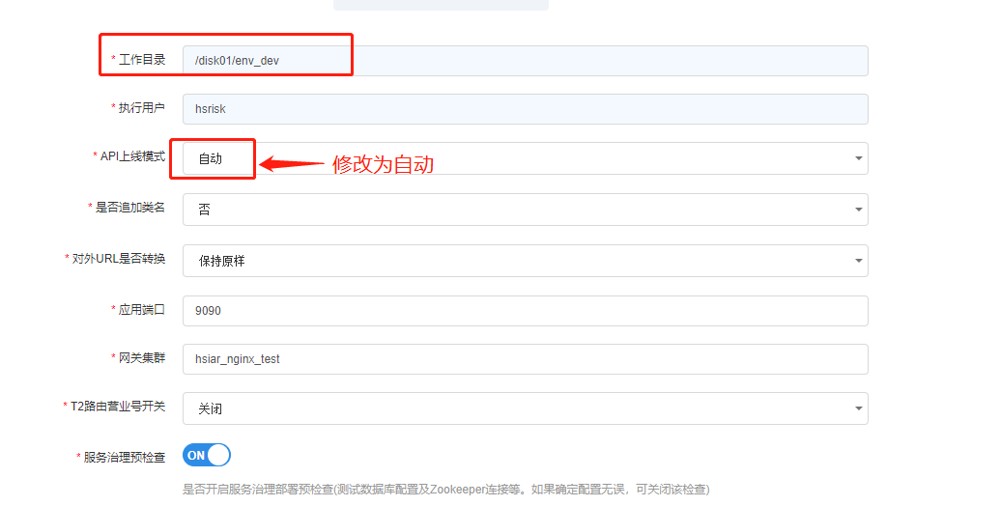 * 工作目录 /disk01/env_dev
* 执行用户 hsrisk
* API上线模式 自动 修改为自动
* 是否追加类名 否
* 对外URL是否转换 保持原样
* 应用端口 9090
* 网关集群 hsiar_nginx_test
* T2路由营业号开关 关闭
* 服务治理预检查 ON
是否开启服务治理部署预检查(测试数据库配置及Zookeeper连接等。如果确定配置无误，可关闭该检查)